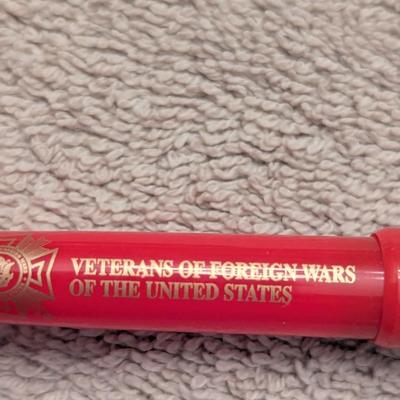 VETERANS OF FOREIGN WARS
OF THE UNITED STATES